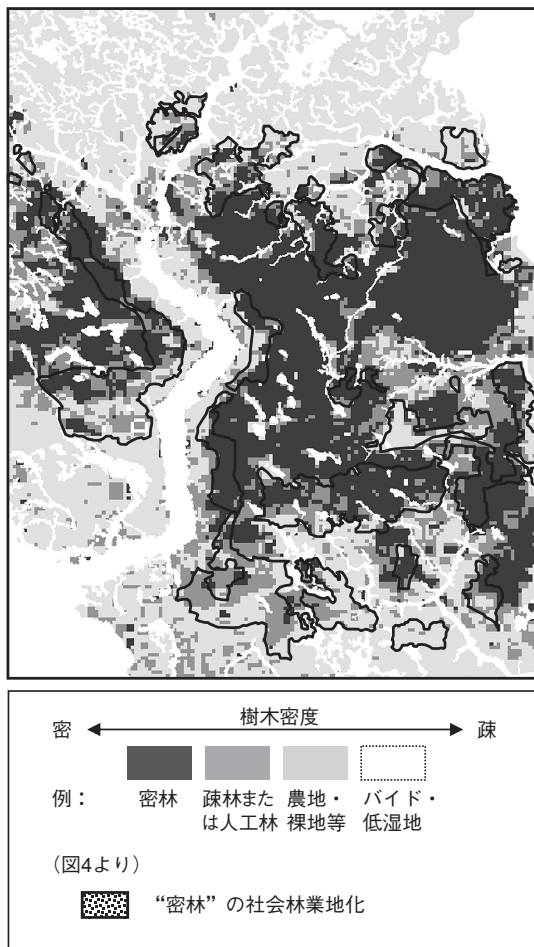 樹木密度
密 疎
例： 密林 疎林また 農地・ バイド・
は人工林 裸地等 低湿地
（図4より）
“密林”の社会林業地化